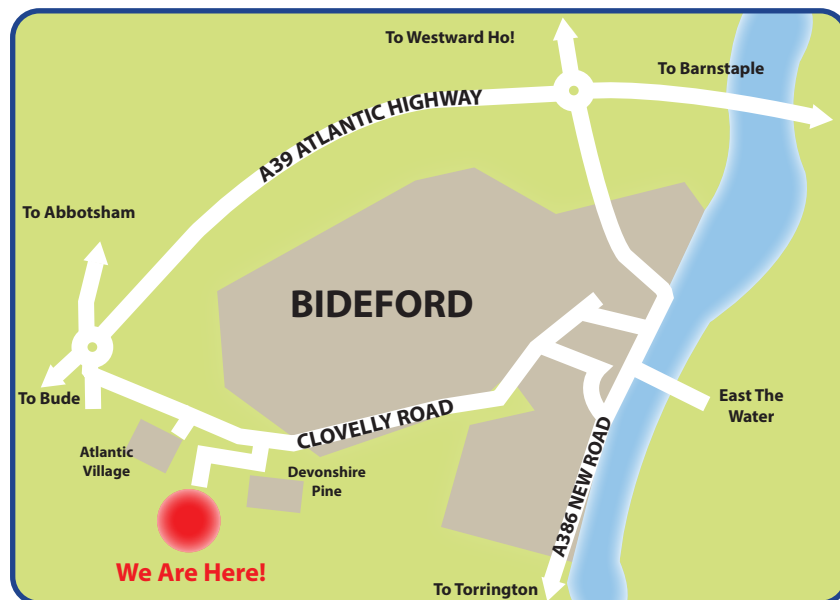 To Westward Ho!
To Barnstaple
A39 ATLANTIC HIGHWAY
To Abbotsham
BIDEFORD
To Bude
East The
Water
CLOVELLY ROAD
Atlantic
Village
Devonshire
Pine
A386 NEW ROAD
We Are Here!
To Torrington